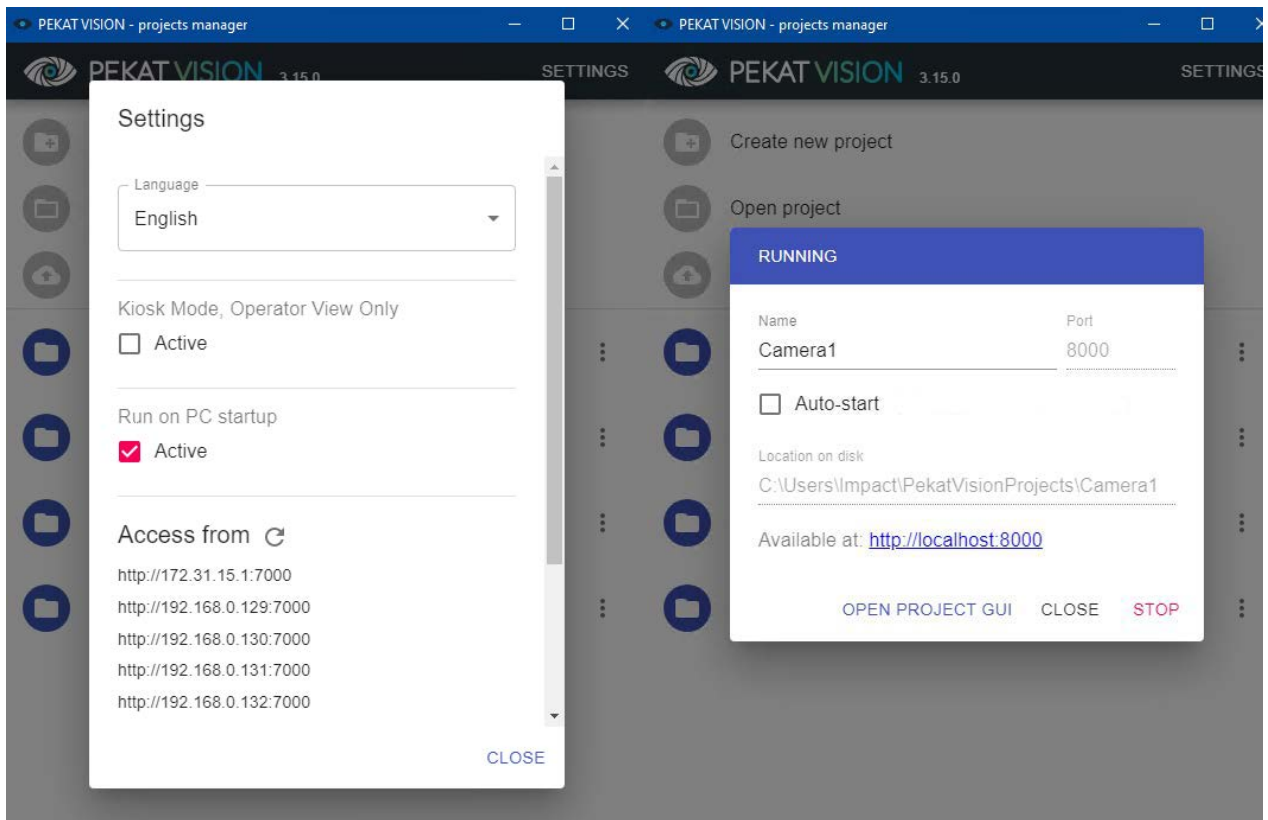 PEKAT VISION - projects manager
PEKAT VISION 3.15.0
SETTINGS
Settings
Language
English
Kiosk Mode, Operator View Only
Active
Run on PC startup
Active
Access from
http://172.31.15.1:7000
http://192.168.0.129:7000
http://192.168.0.130:7000
http://192.168.0.131:7000
http://192.168.0.132:7000
CLOSE
PEKAT VISION - projects manager
PEKAT VISION 3.15.0
SETTINGS
Create new project
Open project
RUNNING
Name
Port
Camera1
8000
Auto-start
Location on disk
C:\Users\Impact\PekatVisionProjects\Camera1
Available at: http://localhost:8000
OPEN PROJECT GUI CLOSE STOP